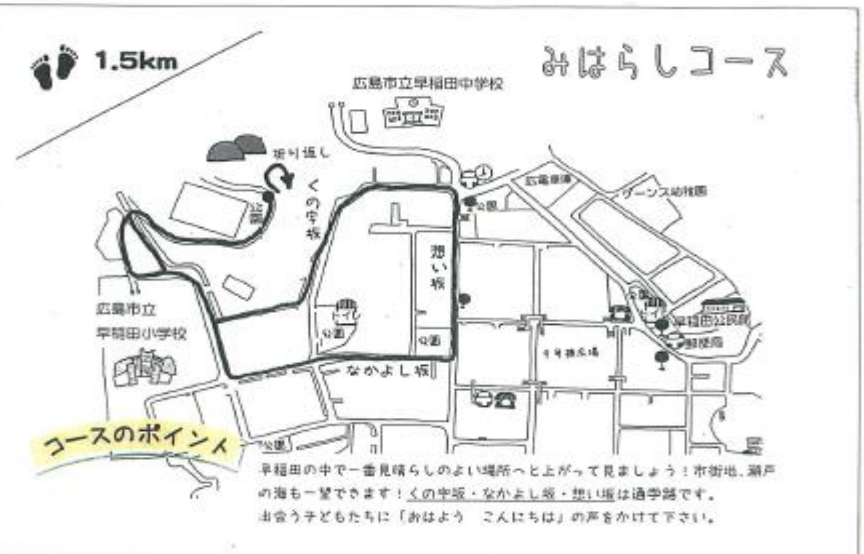 1.5km
みはらしコース
広島市立早稲田中学校
折り返し
公園
くの字坂
広電車庫
公園
クーンス幼稚園
想い坂
広島市立
早稲田小学校
トイレ
公園
公園
公園
トイレ
早稲田公民館
郵便局
なかよし坂
コースのポイント
公園
早稲田の中で一番見晴らしのよい場所へと上がって見ましょう！市街地、瀬戸
の海も一望できます！くの字坂・なかよし坂・想い坂は通学路です。
出会う子どもたちに「おはよう　こんにちは」の声をかけて下さい。